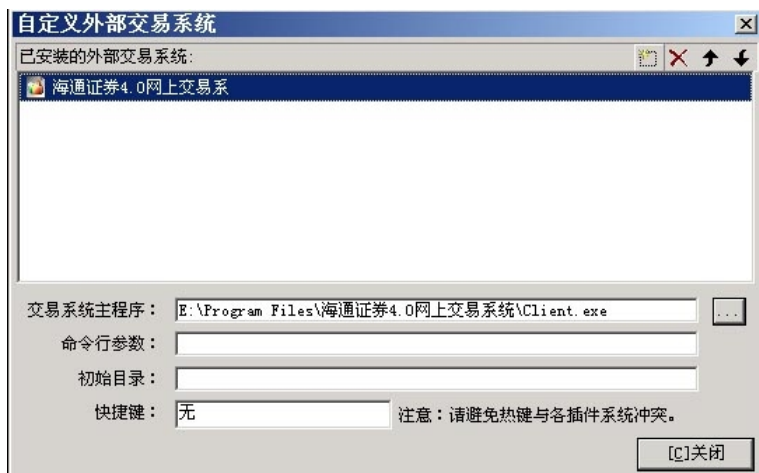 自定义外部交易系统
已安装的外部交易系统:
海通证券4.0网上交易系
交易系统主程序： E:\Program Files\海通证券4.0网上交易系统\Client.exe ...
命令行参数：
初始目录：
快捷键： 无 注意：请避免热键与各插件系统冲突。
[C]关闭